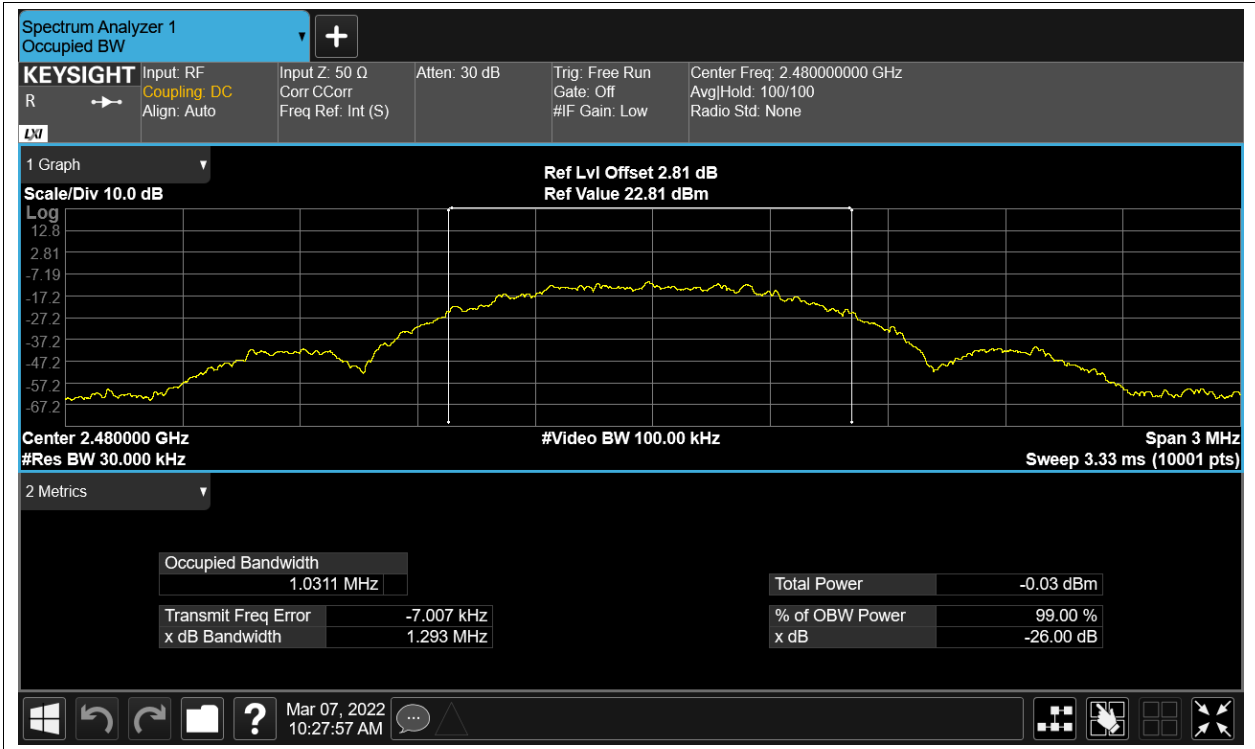 Spectrum Analyzer 1
Occupied BW
KEYSIGHT
R
LXI
Input: RF
Coupling: DC
Align: Auto
Input Z: 50 Ω
Corr CCorr
Freq Ref: Int (S)
Atten: 30 dB
Trig: Free Run
Gate: Off
#IF Gain: Low
Center Freq: 2.480000000 GHz
Avg|Hold: 100/100
Radio Std: None
1 Graph
Scale/Div 10.0 dB
Ref Lvl Offset 2.81 dB
Ref Value 22.81 dBm
Log
12.8
2.81
-7.19
-17.2
-27.2
-37.2
-47.2
-57.2
-67.2
Center 2.480000 GHz
#Video BW 100.00 kHz
Span 3 MHz
#Res BW 30.000 kHz
Sweep 3.33 ms (10001 pts)
2 Metrics
Occupied Bandwidth
1.0311 MHz
Total Power -0.03 dBm
Transmit Freq Error -7.007 kHz
% of OBW Power 99.00 %
x dB Bandwidth 1.293 MHz
x dB -26.00 dB
?
Mar 07, 2022
10:27:57 AM